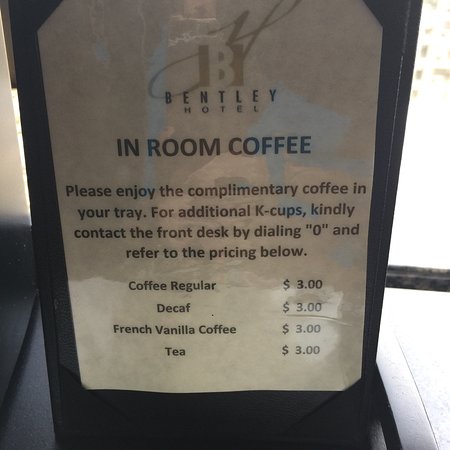 BENTLEY
HOTEL
IN ROOM COFFEE
Please enjoy the complimentary coffee in
your tray. For additional K-cups, kindly
contact the front desk by dialing "0" and
refer to the pricing below.
Coffee Regular $ 3.00
Decaf $ 3.00
French Vanilla Coffee $ 3.00
Tea $ 3.00